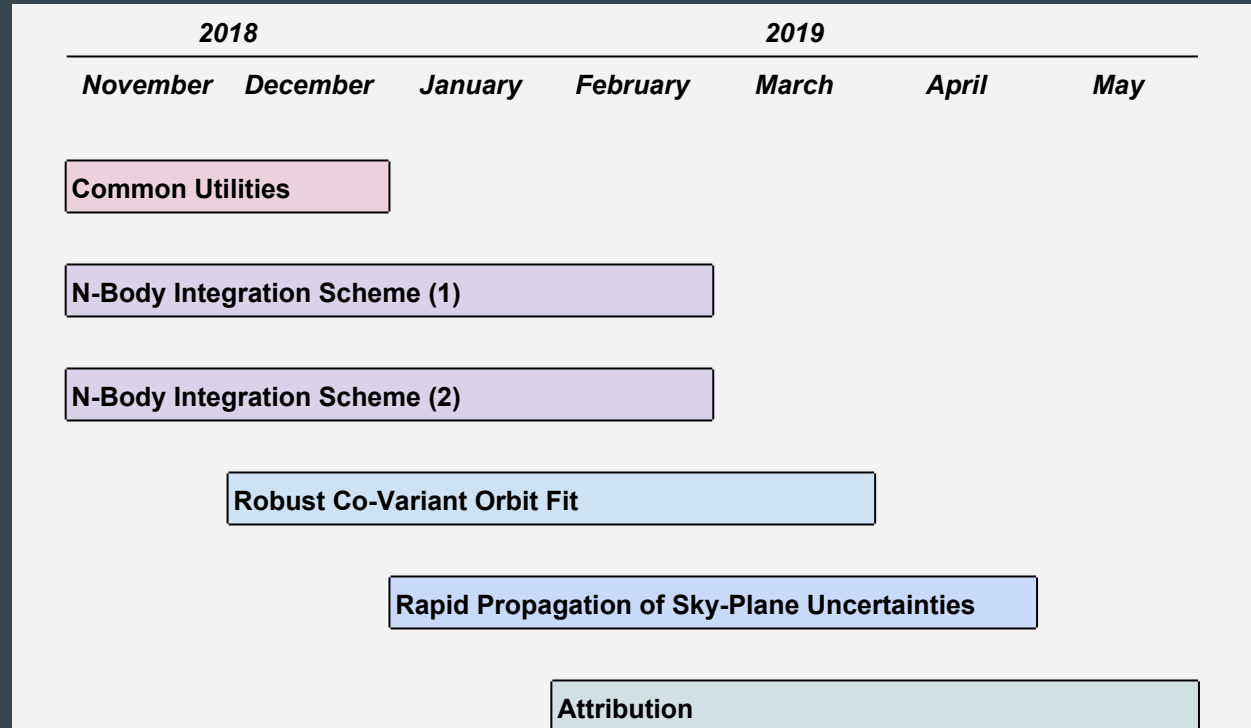 2018 2019
November December January February March April May
Common Utilities
N-Body Integration Scheme (1)
N-Body Integration Scheme (2)
Robust Co-Variant Orbit Fit
Rapid Propagation of Sky-Plane Uncertainties
Attribution